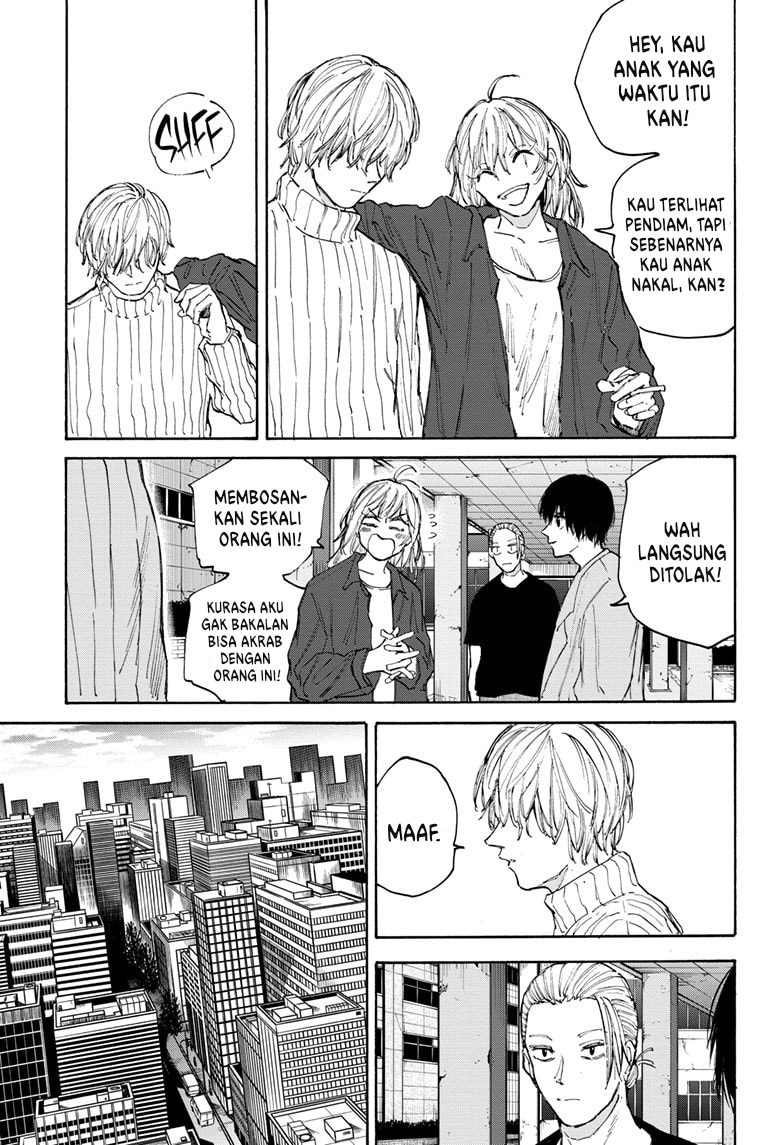 HEY, KAU
ANAK YANG
WAKTU ITU
KAN!
KAU TERLIHAT
PENDIAM, TAPI
SEBENARNYA
KAU ANAK
NAKAL, KAN?
SHFF
WAH
LANGSUNG
DITOLAK!
MEMBOSAN-
KAN SEKALI
ORANG INI!
KURASA AKU
GAK BAKALAN
BISA AKRAB
DENGAN
ORANG INI!
MAAF.